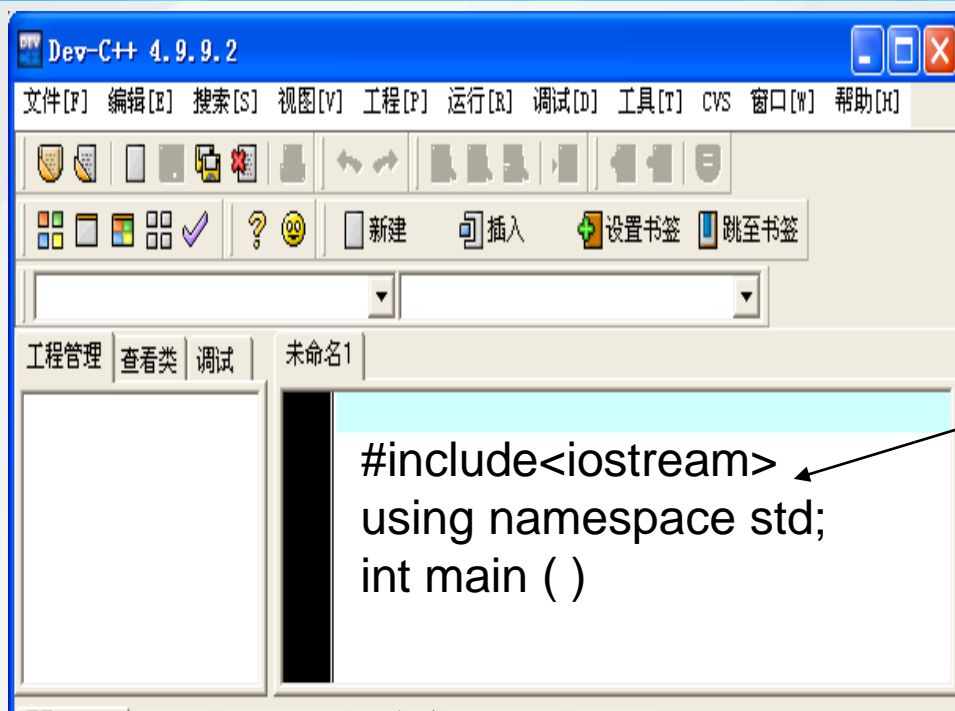 Dev-C++ 4.9.9.2
文件[F] 编辑[E] 搜索[S] 视图[V] 工程[P] 运行[R] 调试[D] 工具[T] CVS 窗口[W] 帮助[H]
新建 插入 设置书签 跳至书签
工程管理 查看类 调试 未命名1
#include<iostream>
using namespace std;
int main ( )